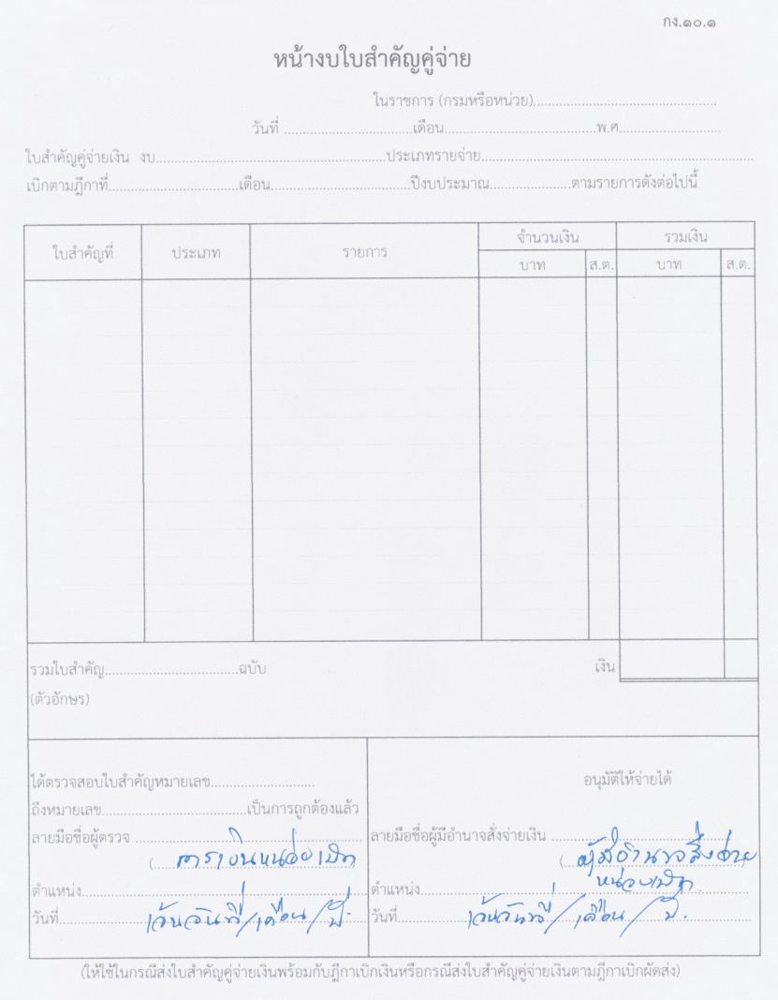 กง.๑๐.๑
หน้างบใบสำคัญคู่จ่าย
ในราชการ (กรมหรือหน่วย)......................................................
วันที่ ......................................เดือน.............................................พ.ศ..............................
ใบสำคัญคู่จ่ายเงิน งบ.....................................................ประเภทรายจ่าย................................................................
เบิกตามฎีกาที่..............................เดือน................................ปีงบประมาณ...................ตามรายการดังต่อไปนี้
ใบสำคัญที่ ประเภท รายการ จำนวนเงิน รวมเงิน
บาท ส.ต. บาท ส.ต.
รวมใบสำคัญ...............................ฉบับ เงิน
(ตัวอักษร)
ได้ตรวจสอบใบสำคัญหมายเลข........................
ถึงหมายเลข..................................เป็นการถูกต้องแล้ว
ลายมือชื่อผู้ตรวจ ......................................................
( การเงินหน่วยเบิก
ตำแหน่ง..................................................................
วันที่ เว้นวันที่/เดือน/ปี.
อนุมัติให้จ่ายได้
ลายมือชื่อผู้มีอำนาจสั่งจ่ายเงิน ..........................................
( ผู้มีอำนาจสั่งจ่าย
หน่วยเบิก
ตำแหน่ง..................................................................
วันที่ เว้นวันที่/เดือน/ปี.
(ให้ใช้ในกรณีส่งใบสำคัญคู่จ่ายเงินพร้อมกับฎีกาเบิกเงินหรือกรณีส่งใบสำคัญคู่จ่ายเงินตามฎีกาเบิกผัดส่ง)